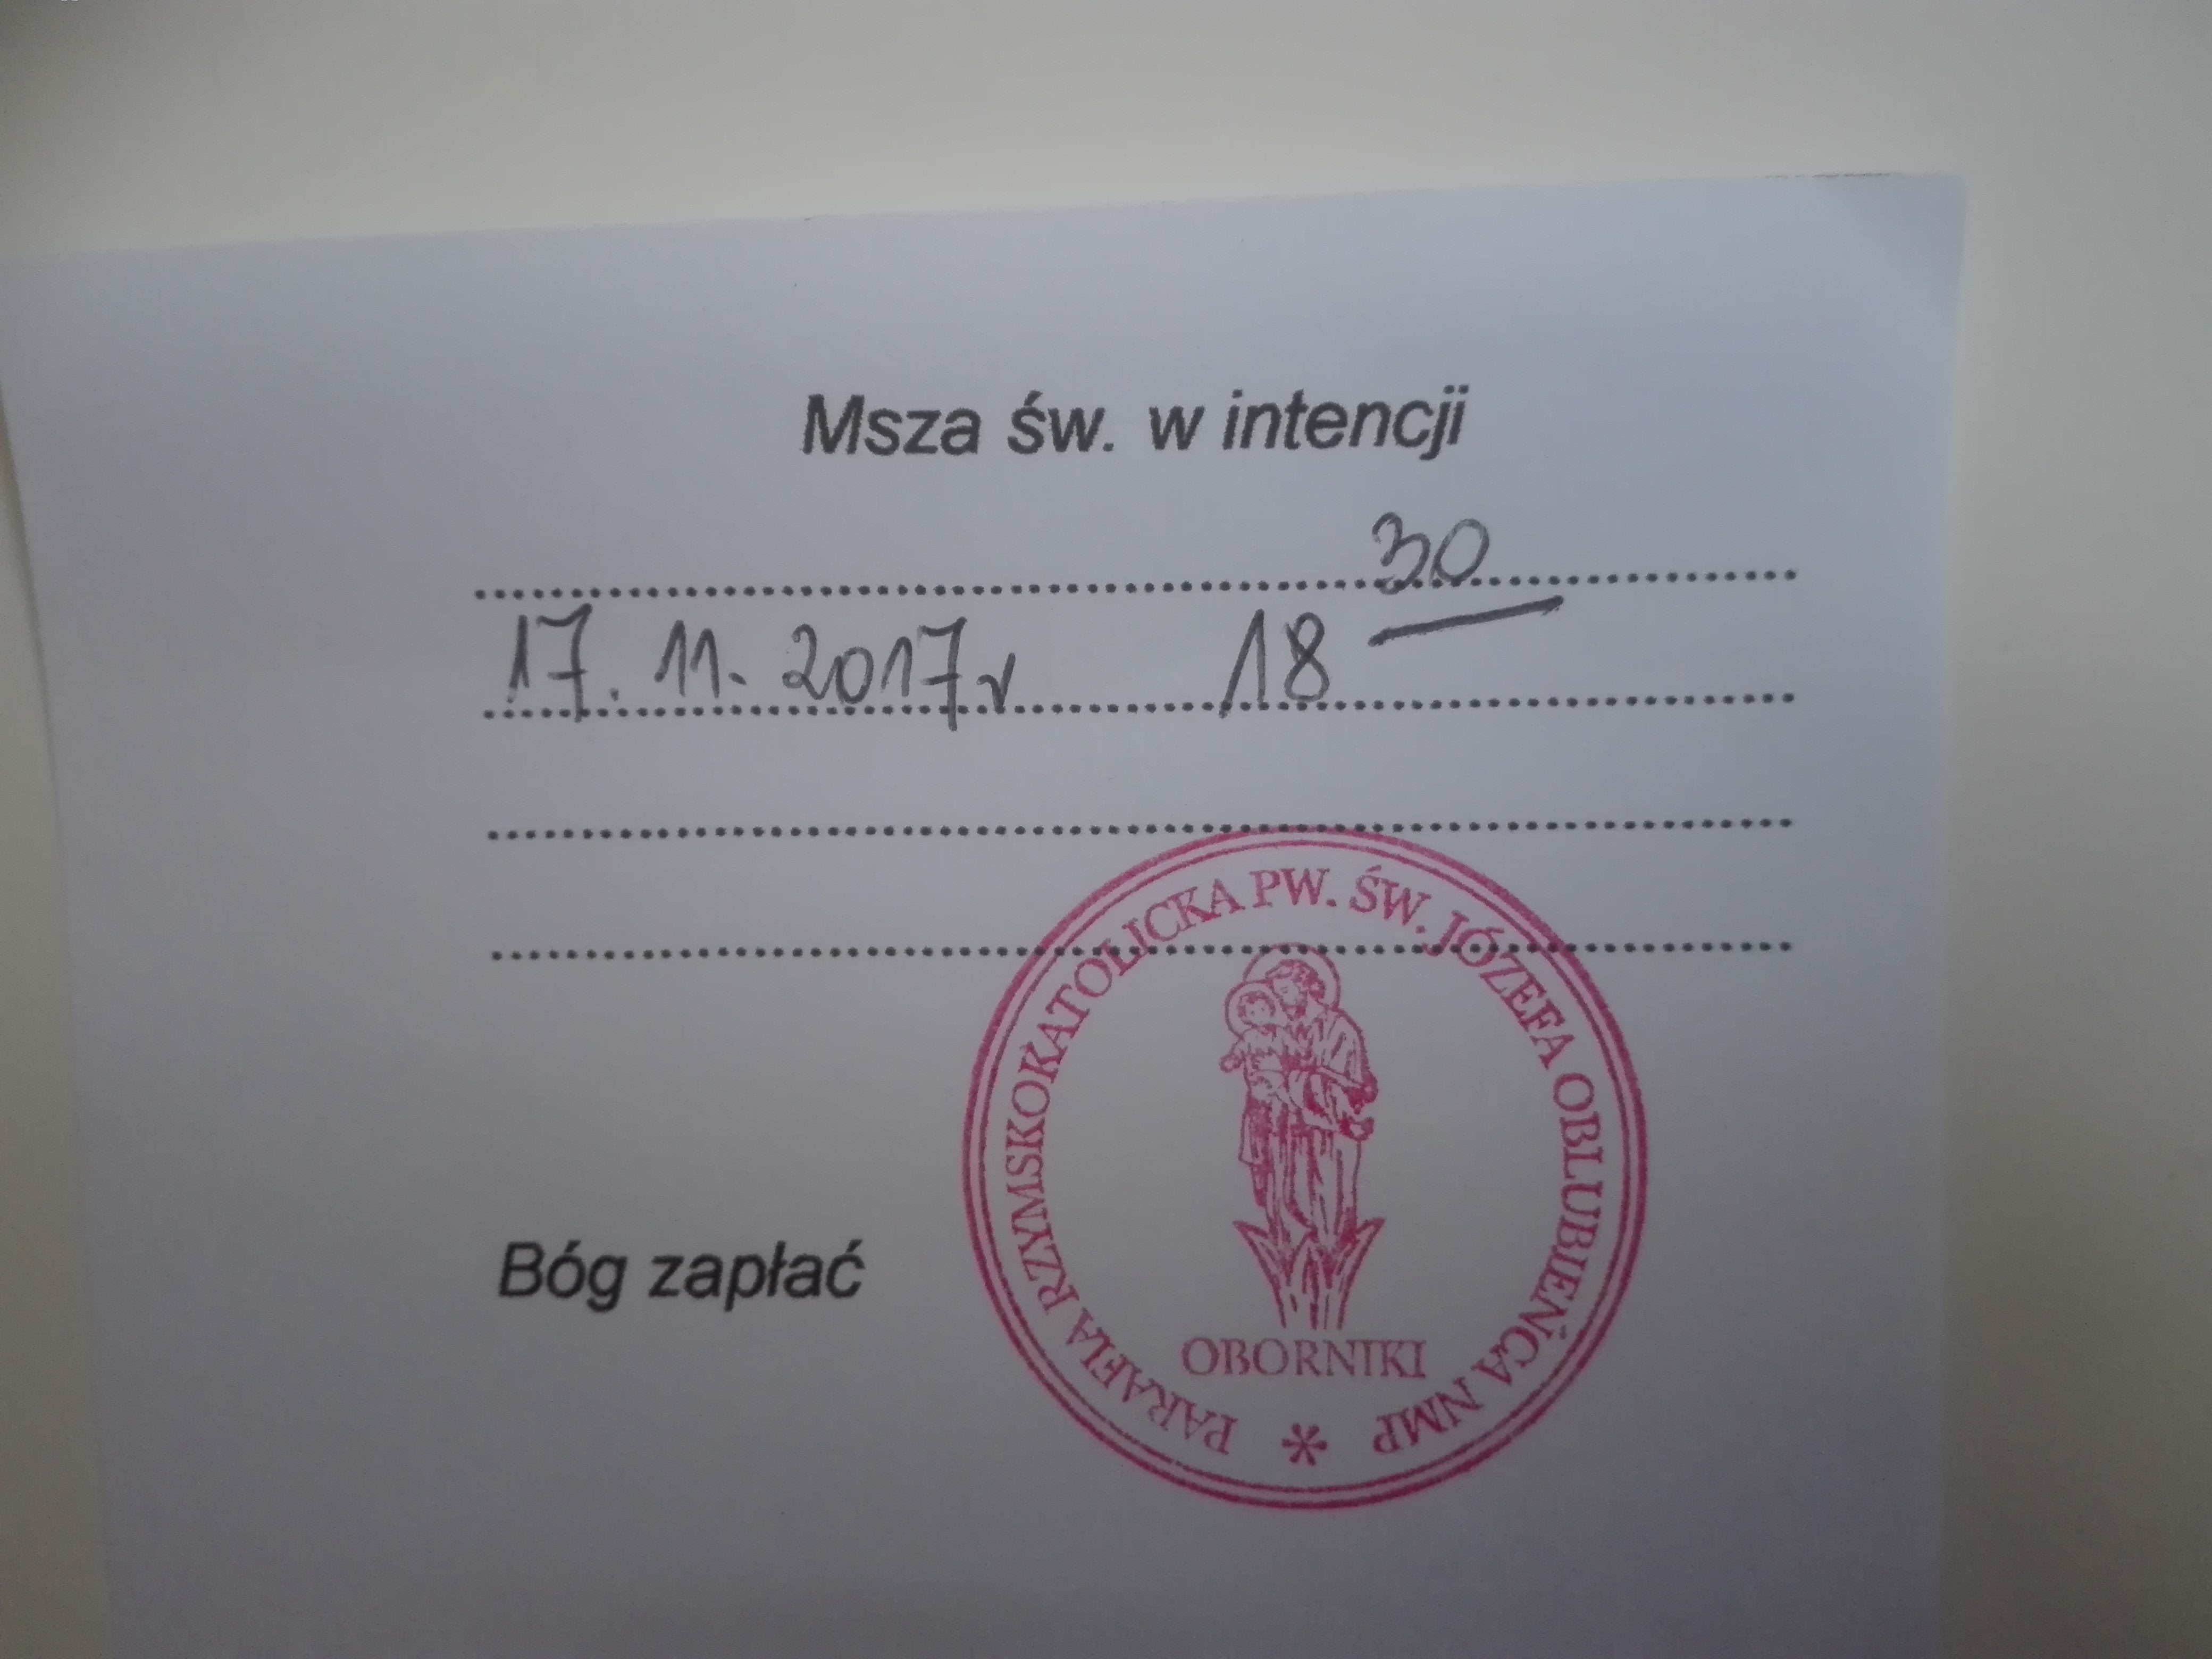 Msza św. w intencji
17. 11. 2017r 18 30
PARAFIA RZYMSKOKATOLICKA PW. ŚW. JÓZEFA OBLUBIEŃCA NMP *
OBORNIKI
Bóg zapłać